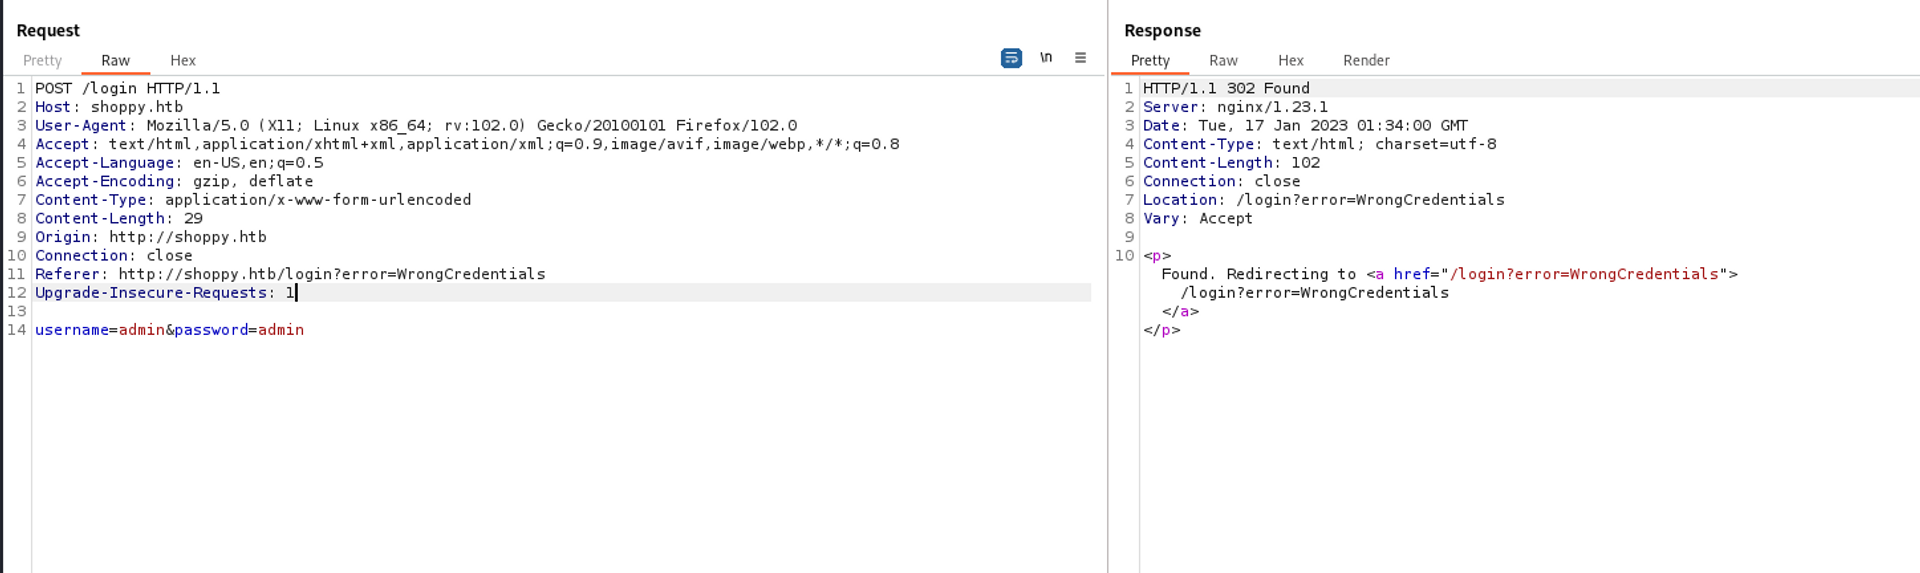 Request
Pretty Raw Hex
\n
1 POST /login HTTP/1.1
2 Host: shoppy.htb
3 User-Agent: Mozilla/5.0 (X11; Linux x86_64; rv:102.0) Gecko/20100101 Firefox/102.0
4 Accept: text/html,application/xhtml+xml,application/xml;q=0.9,image/avif,image/webp,*/*;q=0.8
5 Accept-Language: en-US,en;q=0.5
6 Accept-Encoding: gzip, deflate
7 Content-Type: application/x-www-form-urlencoded
8 Content-Length: 29
9 Origin: http://shoppy.htb
10 Connection: close
11 Referer: http://shoppy.htb/login?error=WrongCredentials
12 Upgrade-Insecure-Requests: 1
13
14 username=admin&password=admin
Response
Pretty Raw Hex Render
1 HTTP/1.1 302 Found
2 Server: nginx/1.23.1
3 Date: Tue, 17 Jan 2023 01:34:00 GMT
4 Content-Type: text/html; charset=utf-8
5 Content-Length: 102
6 Connection: close
7 Location: /login?error=WrongCredentials
8 Vary: Accept
9
10 <p>
Found. Redirecting to <a href="/login?error=WrongCredentials">
/login?error=WrongCredentials
</a>
</p>